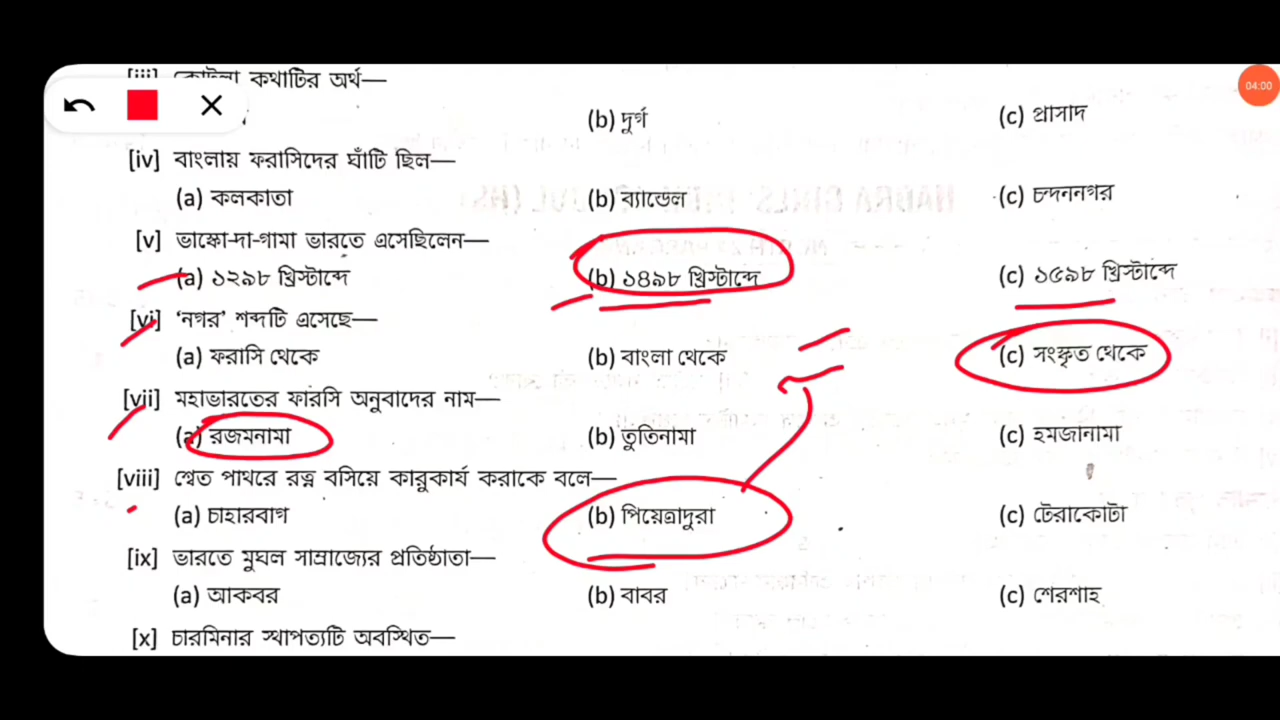 [iii] কোটলা কথাটির অর্থ—
(b) দুর্গ (c) প্রাসাদ
[iv] বাংলায় ফরাসিদের ঘাঁটি ছিল—
(a) কলকাতা (b) ব্যান্ডেল (c) চন্দননগর
[v] ভাস্কো-দা-গামা ভারতে এসেছিলেন—
(a) ১২৯৮ খ্রিস্টাব্দে (b) ১৪৯৮ খ্রিস্টাব্দে (c) ১৫৯৮ খ্রিস্টাব্দে
[vi] ‘নগর’ শব্দটি এসেছে—
(a) ফরাসি থেকে (b) বাংলা থেকে (c) সংস্কৃত থেকে
[vii] মহাভারতের ফারসি অনুবাদের নাম—
(a) রজমনামা (b) তুতিনামা (c) হমজানামা
[viii] শ্বেত পাথরে রত্ন বসিয়ে কারুকার্য করাকে বলে—
(a) চাহারবাগ (b) পিয়েত্রাদুরা (c) টেরাকোটা
[ix] ভারতে মুঘল সাম্রাজ্যের প্রতিষ্ঠাতা—
(a) আকবর (b) বাবর (c) শেরশাহ
[x] চারমিনার স্থাপত্যটি অবস্থিত—
04:00